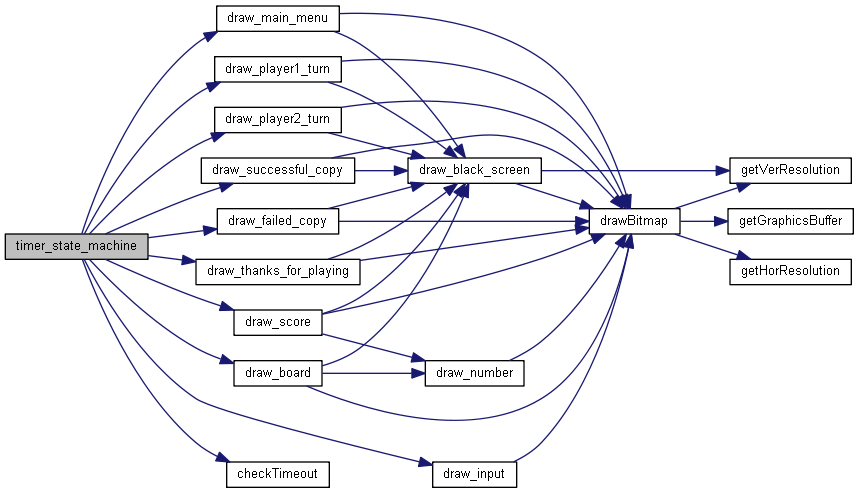 draw_main_menu
draw_player1_turn
draw_player2_turn
draw_successful_copy
draw_black_screen
getVerResolution
draw_failed_copy
drawBitmap
getGraphicsBuffer
timer_state_machine
draw_thanks_for_playing
getHorResolution
draw_score
draw_board
draw_number
checkTimeout
draw_input